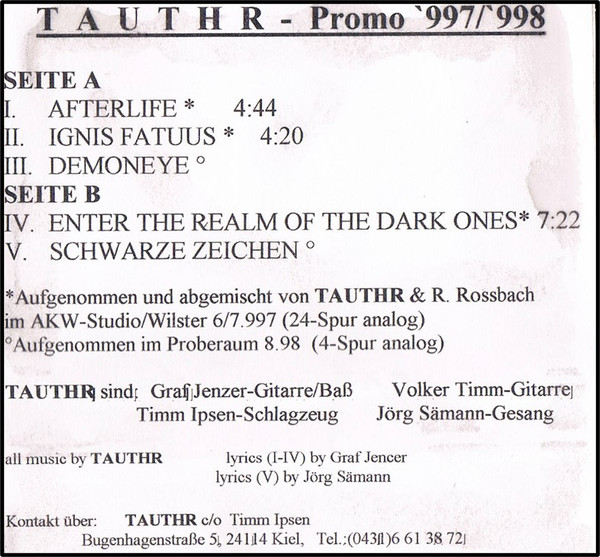 T A U T H R - Promo `997/`998
SEITE A
I. AFTERLIFE * 4:44
II. IGNIS FATUUS * 4:20
III. DEMONEYE °
SEITE B
IV. ENTER THE REALM OF THE DARK ONES* 7:22
V. SCHWARZE ZEICHEN °
*Aufgenommen und abgemischt von TAUTHR & R. Rossbach
im AKW-Studio/Wilster 6/7.997 (24-Spur analog)
°Aufgenommen im Proberaum 8.98 (4-Spur analog)
TAUTHR sind: Graf Jenzer-Gitarre/Baß Volker Timm-Gitarre
Timm Ipsen-Schlagzeug Jörg Sämann-Gesang
all music by TAUTHR lyrics (I-IV) by Graf Jencer
lyrics (V) by Jörg Sämann
Kontakt über: TAUTHR c/o Timm Ipsen
Bugenhagenstraße 5, 24114 Kiel, Tel.:(0431)6 61 38 72